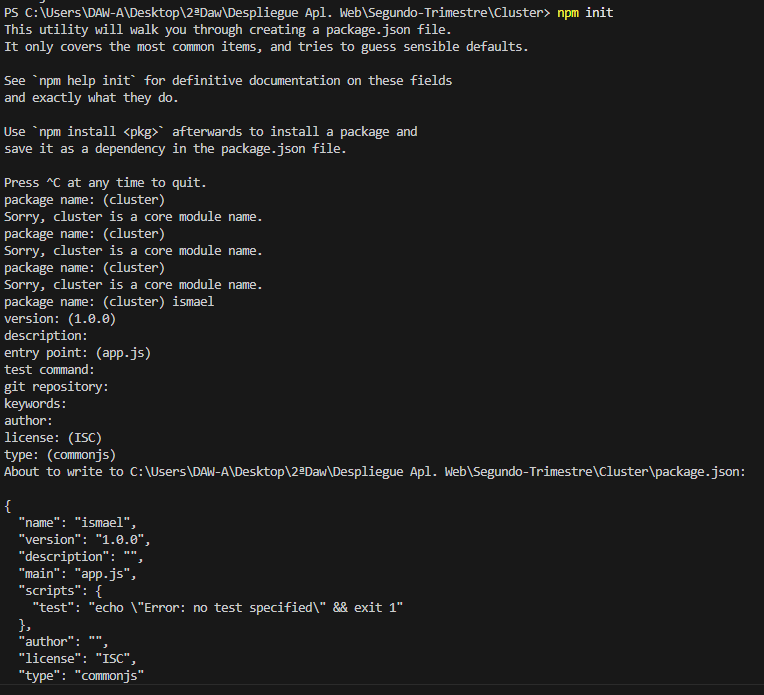 PS C:\Users\DAW-A\Desktop\2ªDaw\Despliegue Apl. Web\Segundo-Trimestre\Cluster> npm init
This utility will walk you through creating a package.json file.
It only covers the most common items, and tries to guess sensible defaults.

See `npm help init` for definitive documentation on these fields
and exactly what they do.

Use `npm install <pkg>` afterwards to install a package and
save it as a dependency in the package.json file.

Press ^C at any time to quit.
package name: (cluster)
Sorry, cluster is a core module name.
package name: (cluster)
Sorry, cluster is a core module name.
package name: (cluster)
Sorry, cluster is a core module name.
package name: (cluster) ismael
version: (1.0.0)
description:
entry point: (app.js)
test command:
git repository:
keywords:
author:
license: (ISC)
type: (commonjs)
About to write to C:\Users\DAW-A\Desktop\2ªDaw\Despliegue Apl. Web\Segundo-Trimestre\Cluster\package.json:

{
  "name": "ismael",
  "version": "1.0.0",
  "description": "",
  "main": "app.js",
  "scripts": {
    "test": "echo \"Error: no test specified\" && exit 1"
  },
  "author": "",
  "license": "ISC",
  "type": "commonjs"